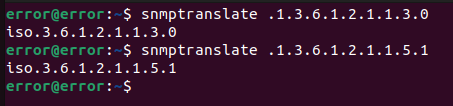 error@error:~$ snmptranslate .1.3.6.1.2.1.1.3.0
iso.3.6.1.2.1.1.3.0
error@error:~$ snmptranslate .1.3.6.1.2.1.1.5.1
iso.3.6.1.2.1.1.5.1
error@error:~$